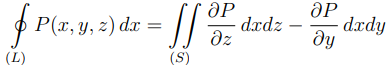 ∮_(L) P(x, y, z) dx = ∬_(S) ∂P/∂z dxdz − ∂P/∂y dxdy